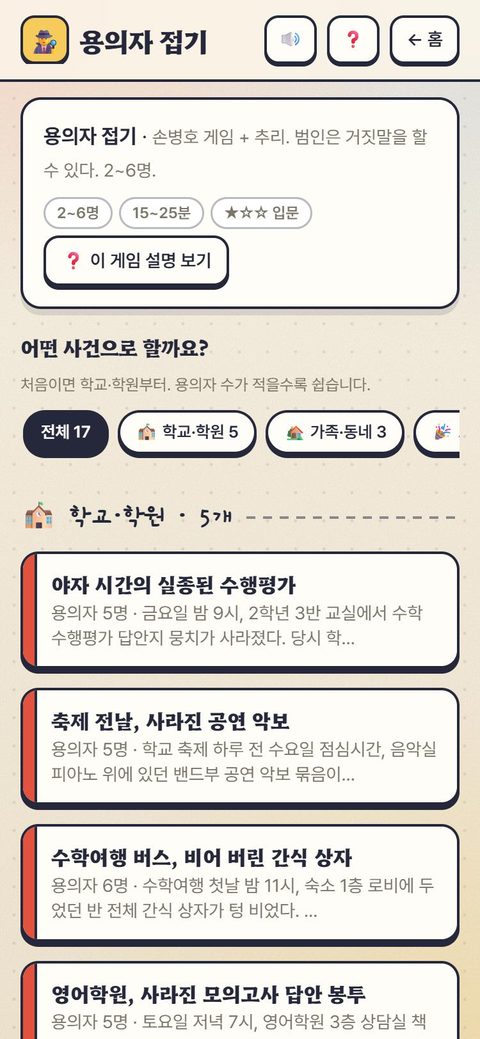 용의자 접기
← 홈
용의자 접기 · 손병호 게임 + 추리. 범인은 거짓말을 할
수 있다. 2~6명.
2~6명 15~25분 ★☆☆ 입문
❓ 이 게임 설명 보기
어떤 사건으로 할까요?
처음이면 학교·학원부터. 용의자 수가 적을수록 쉽습니다.
전체 17 학교·학원 5 가족·동네 3
학교·학원 · 5개
야자 시간의 실종된 수행평가
용의자 5명 · 금요일 밤 9시, 2학년 3반 교실에서 수학
수행평가 답안지 뭉치가 사라졌다. 당시 학...
축제 전날, 사라진 공연 악보
용의자 5명 · 학교 축제 하루 전 수요일 점심시간, 음악실
피아노 위에 있던 밴드부 공연 악보 묶음이...
수학여행 버스, 비어 버린 간식 상자
용의자 6명 · 수학여행 첫날 밤 11시, 숙소 1층 로비에 두
었던 반 전체 간식 상자가 텅 비었다. ...
영어학원, 사라진 모의고사 답안 봉투
용의자 5명 · 토요일 저녁 7시, 영어학원 3층 상담실 책